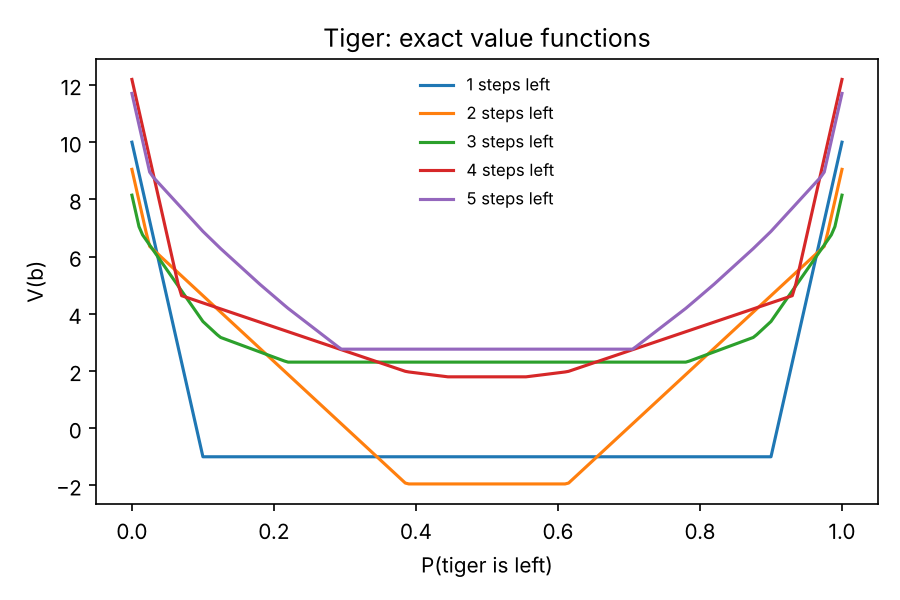 Tiger: exact value functions
12
10
8
6
4
2
0
−2
V(b)
1 steps left
2 steps left
3 steps left
4 steps left
5 steps left
0.0 0.2 0.4 0.6 0.8 1.0
P(tiger is left)